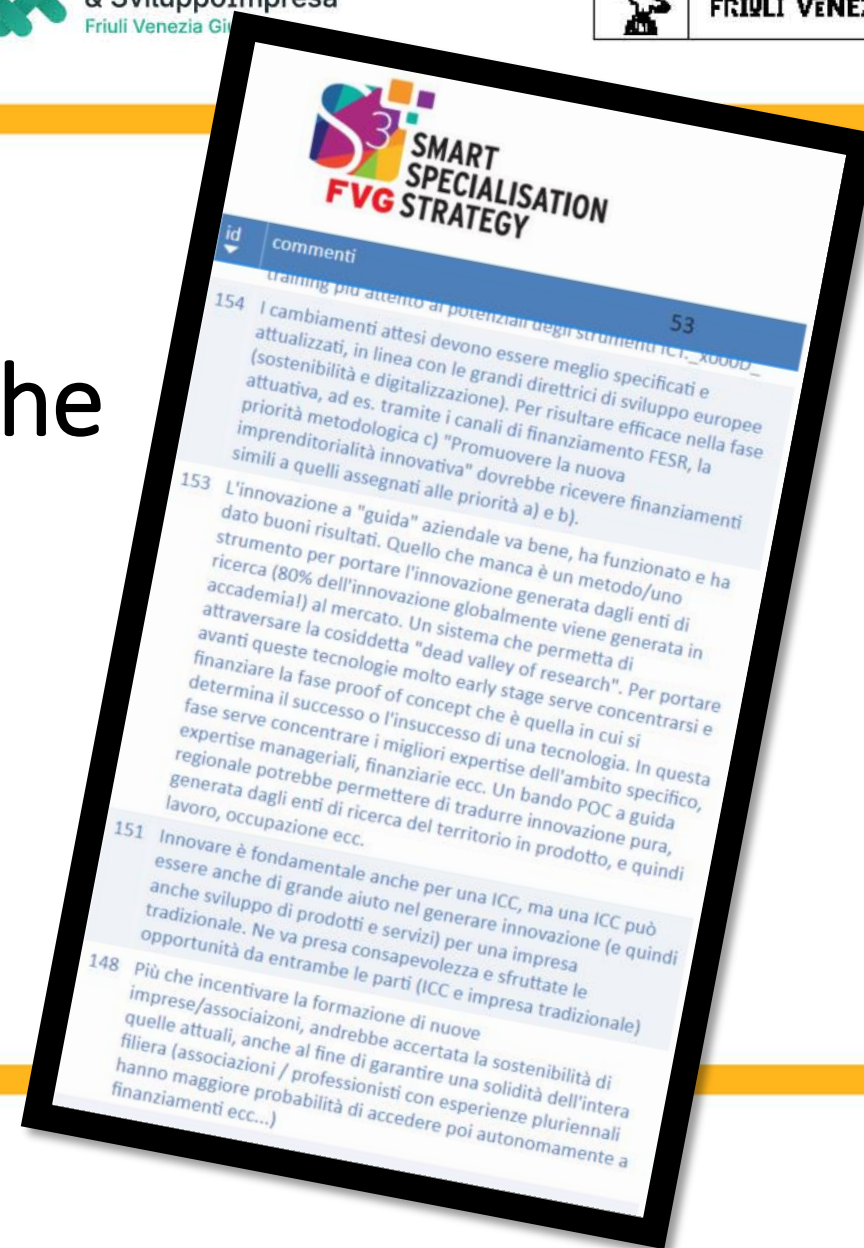 & SviluppoImpresa
Friuli Venezia Gi
FRIULI VENEZ
he
S3
SMART
SPECIALISATION
FVG STRATEGY
id commenti
53
training più attento ai potenziali degli strumenti ICT._x000D_
154 I cambiamenti attesi devono essere meglio specificati e
attualizzati, in linea con le grandi direttrici di sviluppo europee
(sostenibilità e digitalizzazione). Per risultare efficace nella fase
attuativa, ad es. tramite i canali di finanziamento FESR, la
priorità metodologica c) "Promuovere la nuova
imprenditorialità innovativa" dovrebbe ricevere finanziamenti
simili a quelli assegnati alle priorità a) e b).
153 L'innovazione a "guida" aziendale va bene, ha funzionato e ha
dato buoni risultati. Quello che manca è un metodo/uno
strumento per portare l'innovazione generata dagli enti di
ricerca (80% dell'innovazione globalmente viene generata in
accademia!) al mercato. Un sistema che permetta di
attraversare la cosiddetta "dead valley of research". Per portare
avanti queste tecnologie molto early stage serve concentrarsi e
finanziare la fase proof of concept che è quella in cui si
determina il successo o l'insuccesso di una tecnologia. In questa
fase serve concentrare i migliori expertise dell'ambito specifico,
expertise manageriali, finanziarie ecc. Un bando POC a guida
regionale potrebbe permettere di tradurre innovazione pura,
generata dagli enti di ricerca del territorio in prodotto, e quindi
lavoro, occupazione ecc.
151 Innovare è fondamentale anche per una ICC, ma una ICC può
essere anche di grande aiuto nel generare innovazione (e quindi
anche sviluppo di prodotti e servizi) per una impresa
tradizionale. Ne va presa consapevolezza e sfruttate le
opportunità da entrambe le parti (ICC e impresa tradizionale)
148 Più che incentivare la formazione di nuove
imprese/associaizoni, andrebbe accertata la sostenibilità di
quelle attuali, anche al fine di garantire una solidità dell'intera
filiera (associazioni / professionisti con esperienze pluriennali
hanno maggiore probabilità di accedere poi autonomamente a
finanziamenti ecc...)